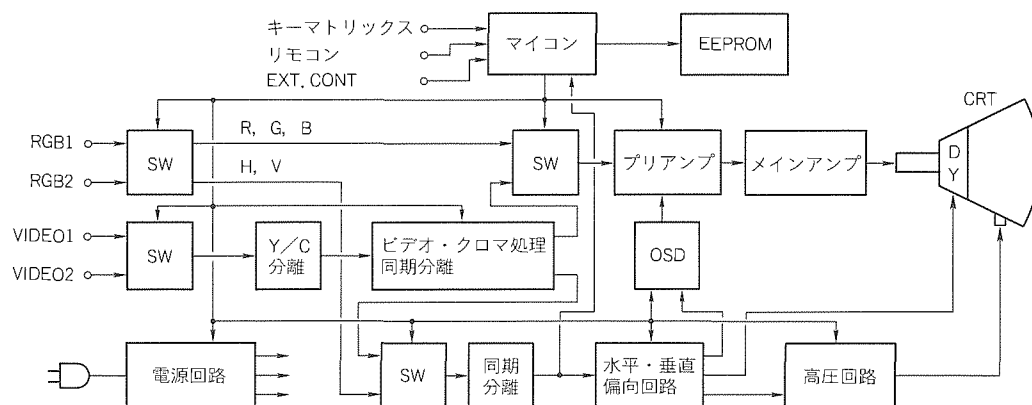 キーマトリックス
リモコン
EXT. CONT
マイコン
EEPROM
CRT
RGB1
RGB2
SW
R, G, B
H, V
SW
プリアンプ
メインアンプ
D
Y
VIDEO1
VIDEO2
SW
Y/C
分離
ビデオ・クロマ処理
同期分離
OSD
電源回路
SW
同期
分離
水平・垂直
偏向回路
高圧回路